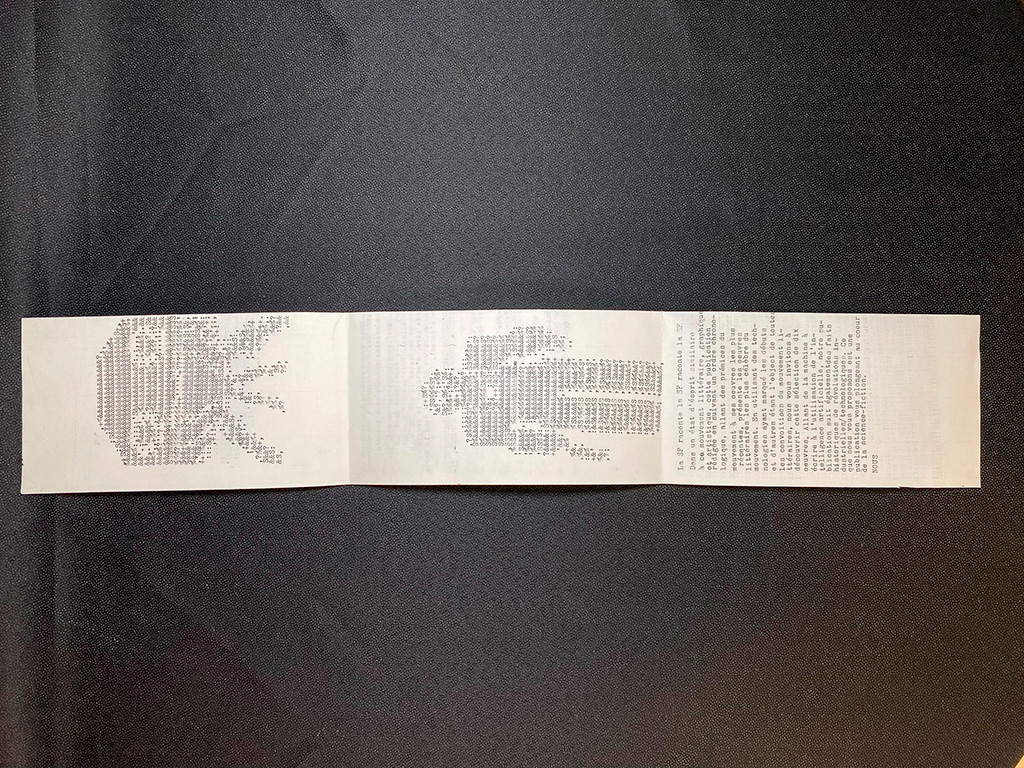 La SF raconte la SF raconte la SF
Dans un état d'ésprit similaire
à ce mouvement littéraire, graphique
et artistique, cette publication
rédigée en suivant un ordre chrono-
logique, allant des prémices du
mouvement à ses oeuvres les plus
récentes, présente les oeuvres
littéraires les plus célèbre du
mouvement. En utilisant des tech-
nologies ayant marqué les débuts
et d'autres étant l'object de toutes
les convoitises du mouvement li-
ttéraires, nous vous invitons à
découvrir cette sélection de dix
oeuvres. Allant de la machine à
écrire à l'utilisation de l'in-
telligence artificielle, notre pu-
blication suit égalementdes faits
historiques de révolutions in-
dustrielles/technologiques. Ce
que nous vous proposons est une
publication vous plongeant au coeur
de la science-fiction.
NOUS